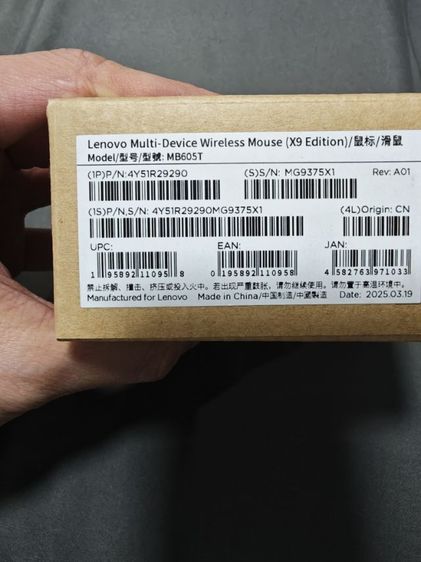 Lenovo Multi-Device Wireless Mouse (X9 Edition)/鼠标/滑鼠
Model/型号/型號: MB605T
(1P)P/N:4Y51R29290 (S)S/N: MG9375X1 Rev: A01
(1S)P/N,S/N: 4Y51R29290MG9375X1 (4L)Origin: CN
UPC: EAN: JAN:
1 95892 11095 8 0 195892 110958 4 582763 971033
禁止拆解、撞击、挤压或投入火中。若出现严重鼓胀，请勿继续使用。请勿置于高温环境中。
Manufactured for Lenovo Made in China/中国制造/中國製造 Date: 2025.03.19